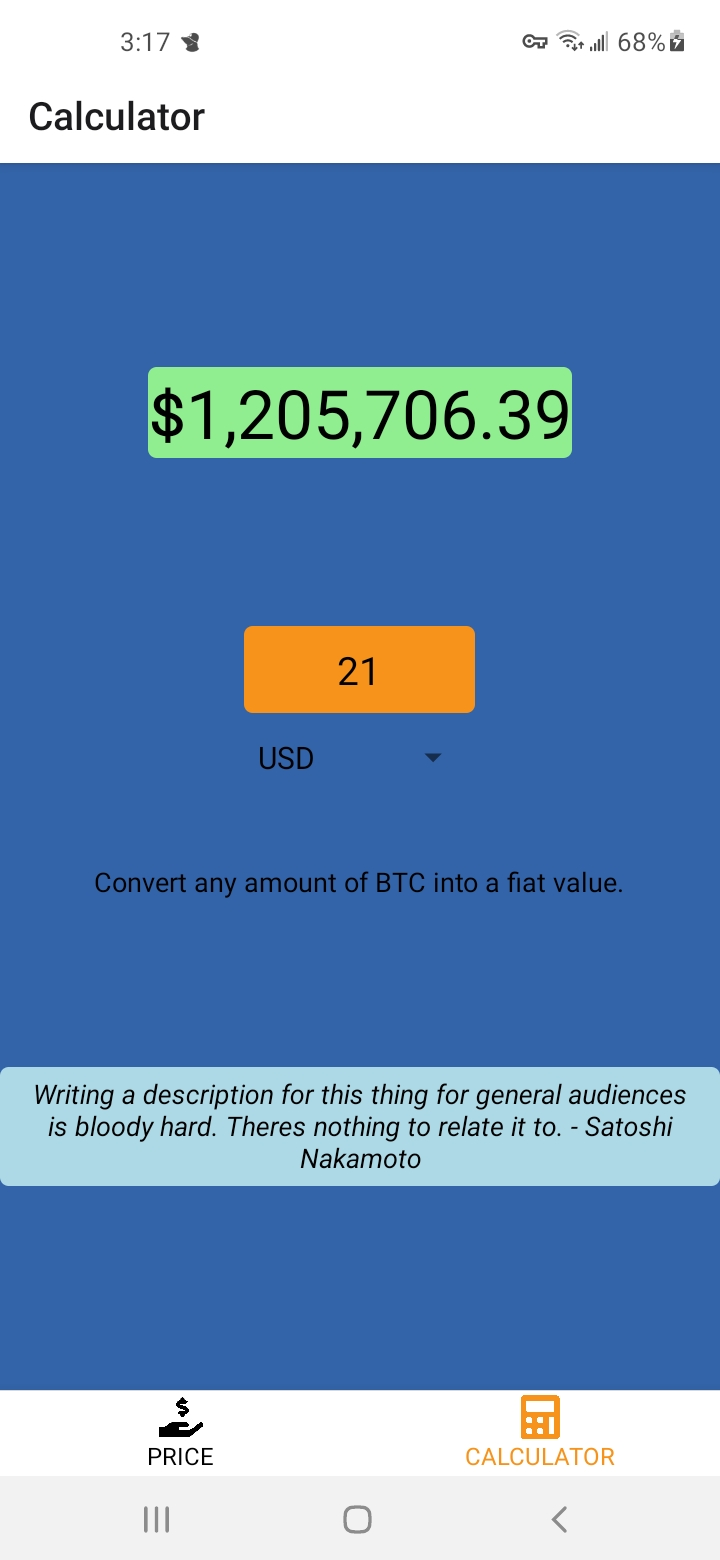 3:17 68%
Calculator
$1,205,706.39
21
USD
Convert any amount of BTC into a fiat value.
Writing a description for this thing for general audiences
is bloody hard. Theres nothing to relate it to. - Satoshi
Nakamoto
$
PRICE CALCULATOR